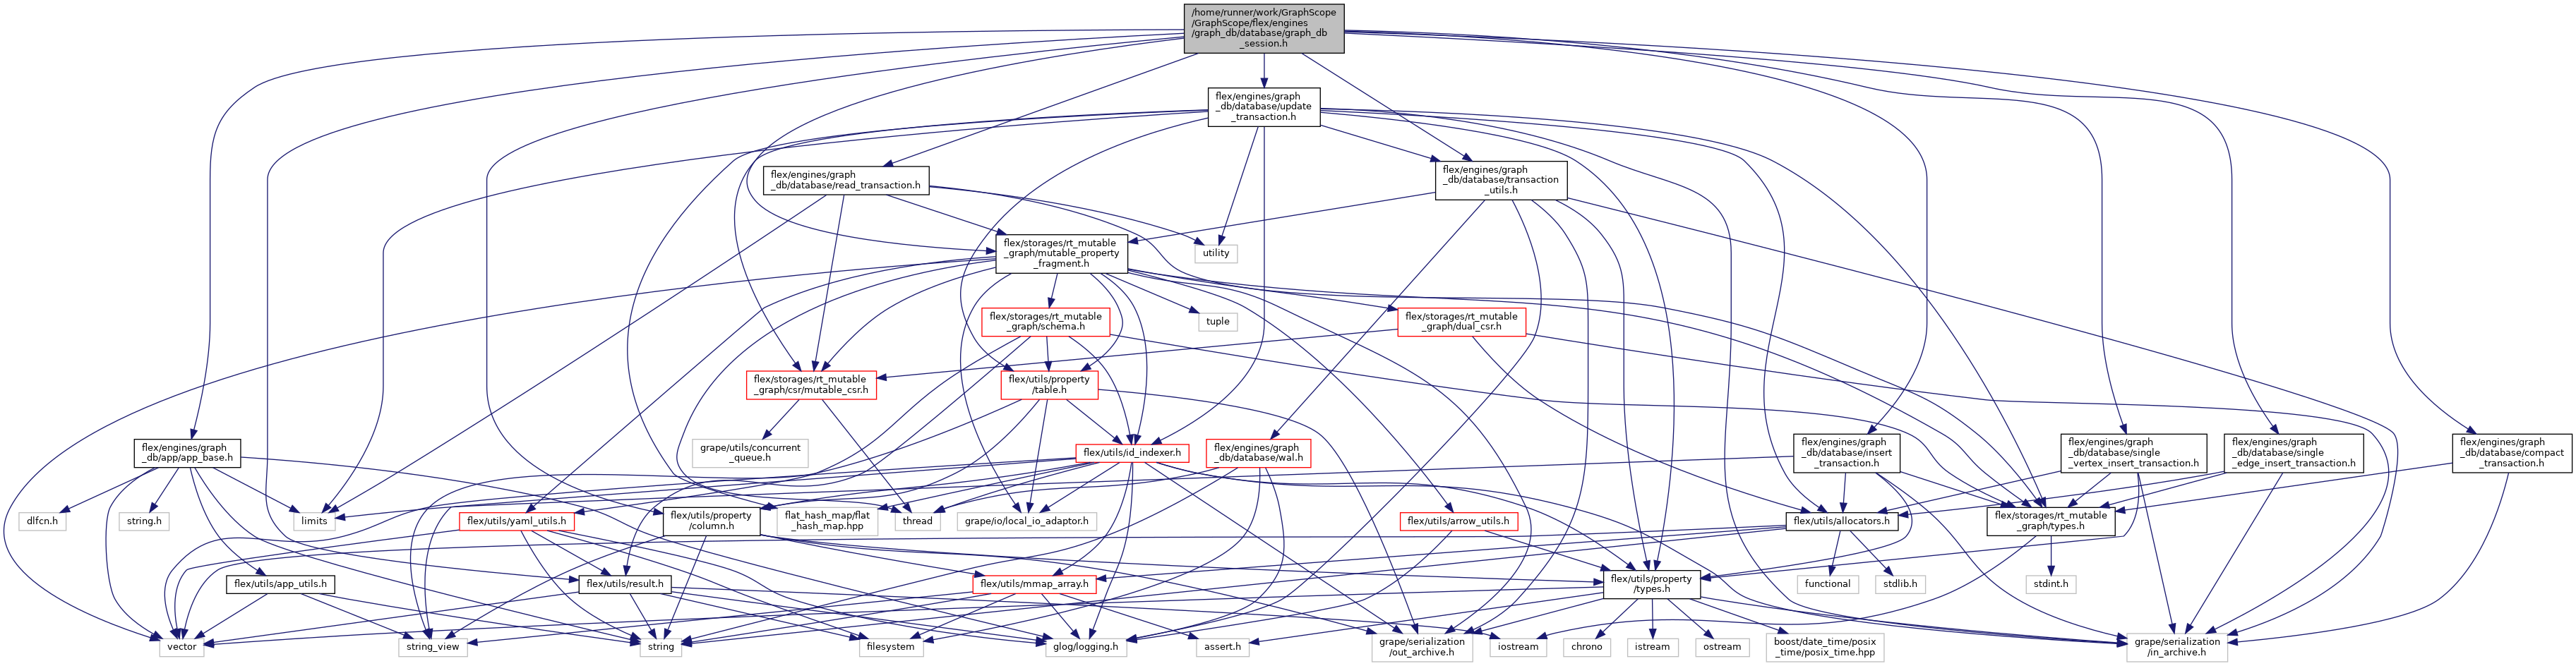 /home/runner/work/GraphScope
/GraphScope/flex/engines
/graph_db/database/graph_db
_session.h
flex/engines/graph
_db/database/update
_transaction.h
flex/engines/graph
_db/database/read_transaction.h
flex/engines/graph
_db/database/transaction
_utils.h
flex/storages/rt_mutable
_graph/mutable_property
_fragment.h
utility
flex/storages/rt_mutable
_graph/schema.h
tuple
flex/storages/rt_mutable
_graph/dual_csr.h
flex/storages/rt_mutable
_graph/csr/mutable_csr.h
flex/utils/property
/table.h
flex/engines/graph
_db/app/app_base.h
grape/utils/concurrent
_queue.h
flex/utils/id_indexer.h
flex/engines/graph
_db/database/wal.h
flex/engines/graph
_db/database/insert
_transaction.h
flex/engines/graph
_db/database/single
_vertex_insert_transaction.h
flex/engines/graph
_db/database/single
_edge_insert_transaction.h
flex/engines/graph
_db/database/compact
_transaction.h
dlfcn.h
string.h
limits
flex/utils/yaml_utils.h
flex/utils/property
/column.h
flat_hash_map/flat
_hash_map.hpp
thread
grape/io/local_io_adaptor.h
flex/utils/arrow_utils.h
flex/utils/allocators.h
flex/storages/rt_mutable
_graph/types.h
flex/utils/app_utils.h
flex/utils/result.h
flex/utils/mmap_array.h
flex/utils/property
/types.h
functional
stdlib.h
stdint.h
vector
string_view
string
filesystem
glog/logging.h
assert.h
grape/serialization
/out_archive.h
iostream
chrono
istream
ostream
boost/date_time/posix
_time/posix_time.hpp
grape/serialization
/in_archive.h